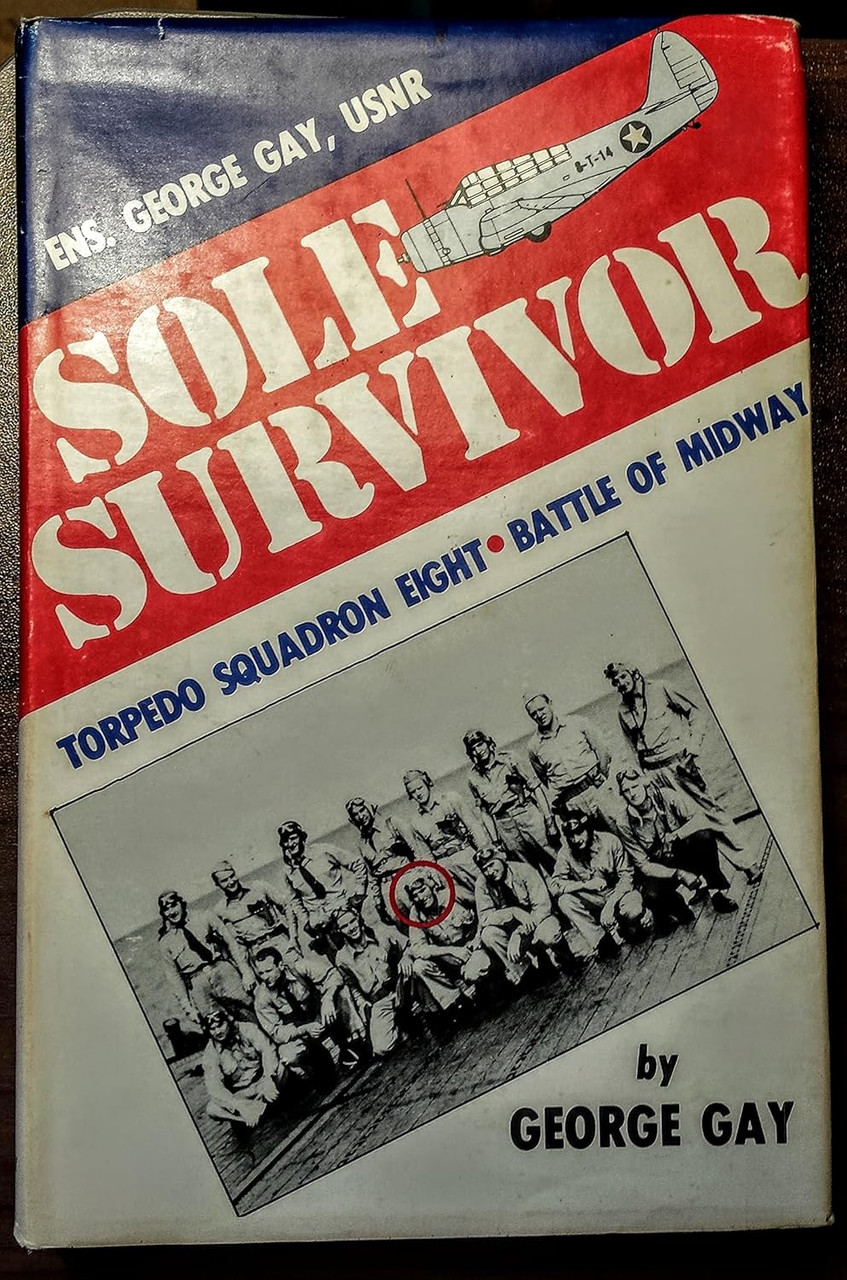 ENS. GEORGE GAY, USNR
8-T-14
SOLE
SURVIVOR
TORPEDO SQUADRON EIGHT • BATTLE OF MIDWAY
by
GEORGE GAY